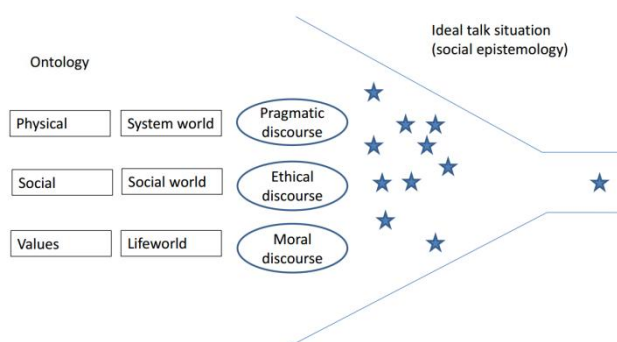 Ideal talk situation
(social epistemology)
Ontology
Physical
System world
Pragmatic
discourse
Social
Social world
Ethical
discourse
Values
Lifeworld
Moral
discourse